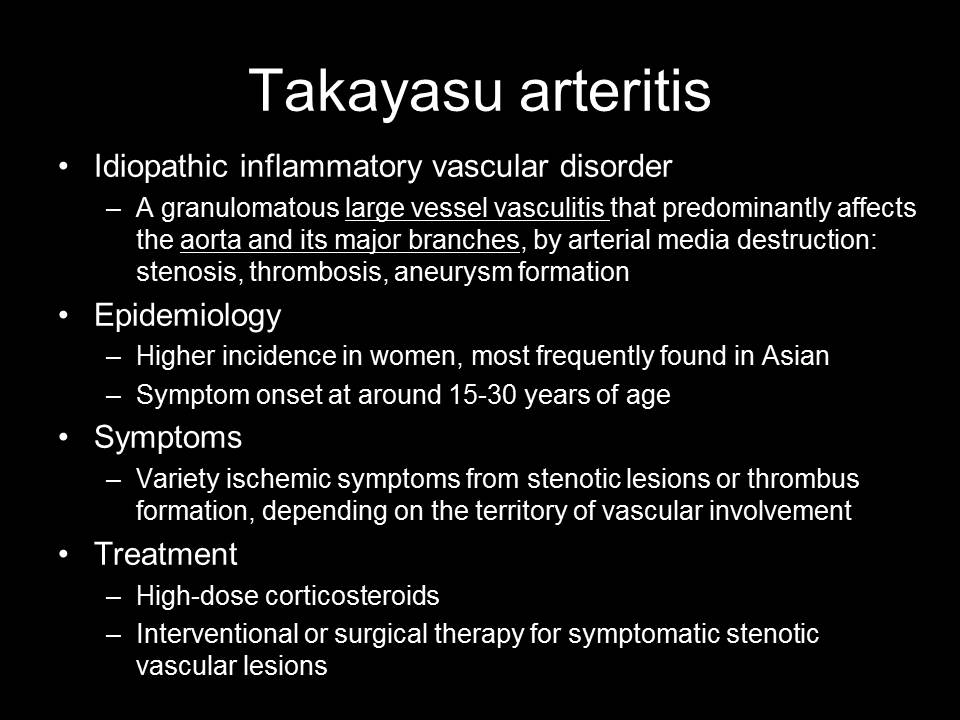 Takayasu arteritis
• Idiopathic inflammatory vascular disorder
– A granulomatous large vessel vasculitis that predominantly affects
the aorta and its major branches, by arterial media destruction:
stenosis, thrombosis, aneurysm formation
• Epidemiology
– Higher incidence in women, most frequently found in Asian
– Symptom onset at around 15-30 years of age
• Symptoms
– Variety ischemic symptoms from stenotic lesions or thrombus
formation, depending on the territory of vascular involvement
• Treatment
– High-dose corticosteroids
– Interventional or surgical therapy for symptomatic stenotic
vascular lesions